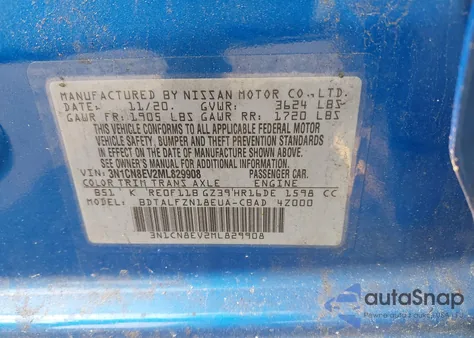 MANUFACTURED BY NISSAN MOTOR CO.,LTD.
DATE: 11/20. GVWR: 3624 LBS
GAWR FR: 1905 LBS GAWR RR: 1720 LBS
THIS VEHICLE CONFORMS TO ALL APPLICABLE FEDERAL MOTOR
VEHICLE SAFETY, BUMPER AND THEFT PREVENTION STANDARDS
IN EFFECT ON THE DATE OF MANUFACTURE SHOWN ABOVE.
SEE OWNER'S MANUAL FOR ADDITIONAL INFORMATION.
VIN: 3N1CN8EV2ML829908 PASSENGER CAR
COLOR TRIM TRANS AXLE ENGINE
B51 K RE0F11B GZ39 HR16DE 1598 CC
MODEL: BDTALFZN18EUA-CBAD 4Z000
3N1CN8EV2ML829908
autoSnap